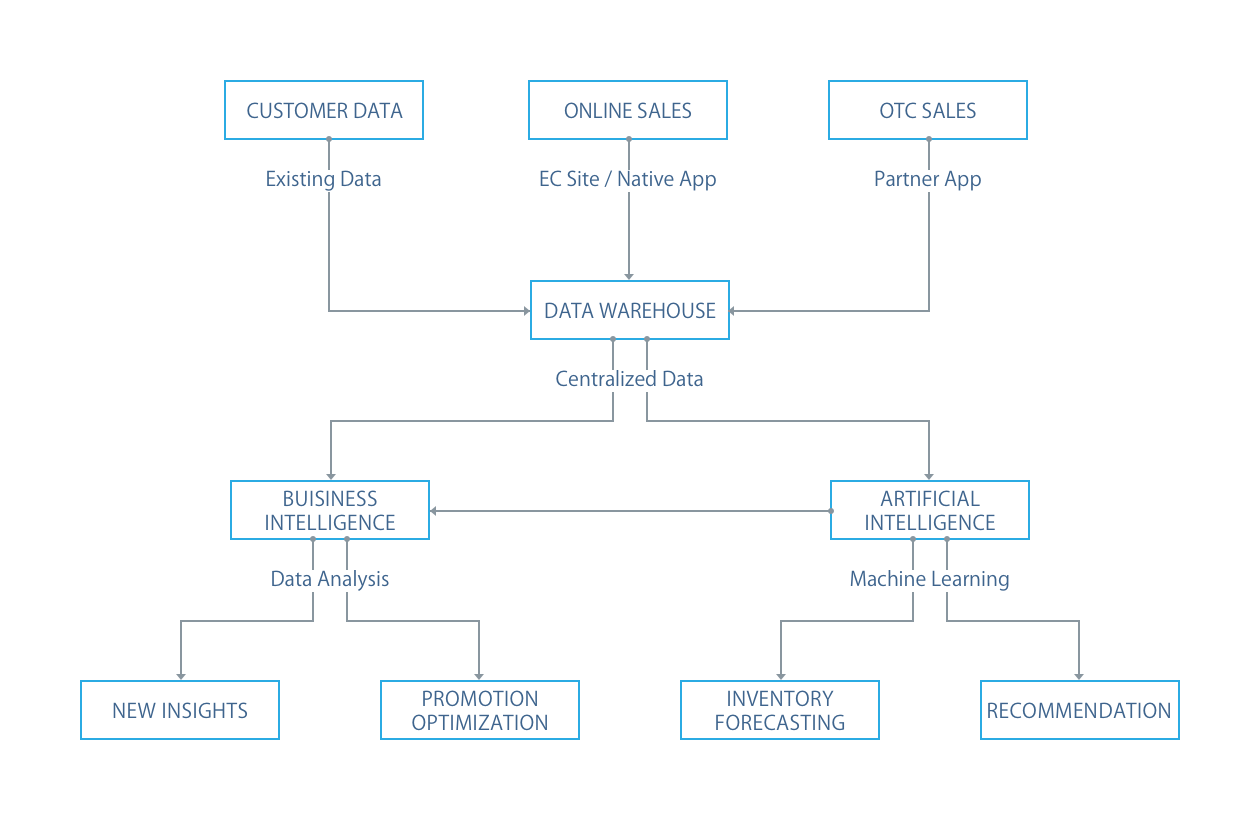 CUSTOMER DATA
ONLINE SALES
OTC SALES
Existing Data
EC Site / Native App
Partner App
DATA WAREHOUSE
Centralized Data
BUISINESS
INTELLIGENCE
ARTIFICIAL
INTELLIGENCE
Data Analysis
Machine Learning
NEW INSIGHTS
PROMOTION
OPTIMIZATION
INVENTORY
FORECASTING
RECOMMENDATION